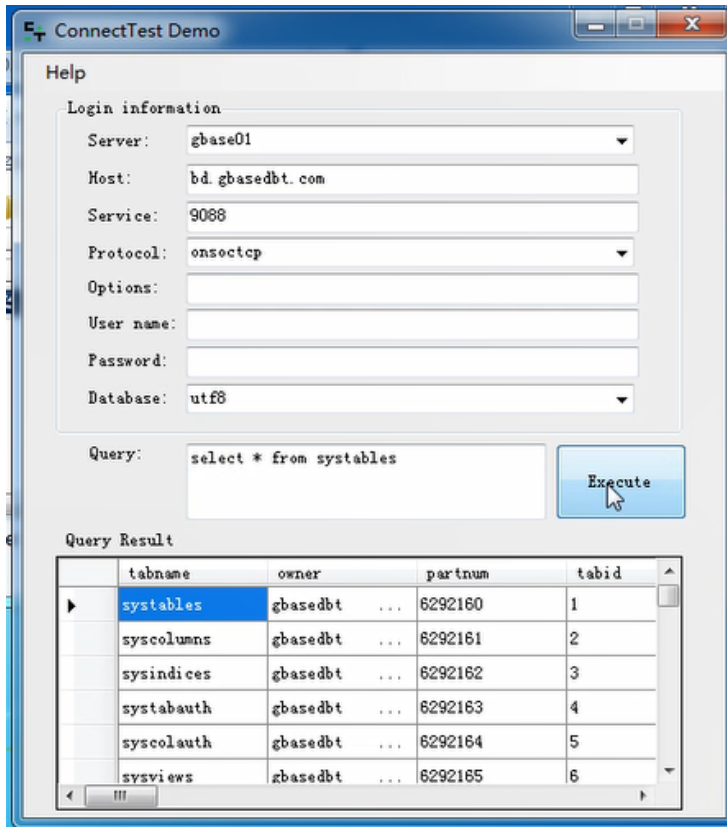 ConnectTest Demo
Help
Login information
Server: gbase01
Host: bd.gbasedbt.com
Service: 9088
Protocol: onsoctcp
Options:
User name:
Password:
Database: utf8
Query: select * from systables
Execute
Query Result
tabname owner partnum tabid
systables gbasedbt ... 6292160 1
syscolumns gbasedbt ... 6292161 2
sysindices gbasedbt ... 6292162 3
systabauth gbasedbt ... 6292163 4
syscolauth gbasedbt ... 6292164 5
sysviews gbasedbt ... 6292165 6